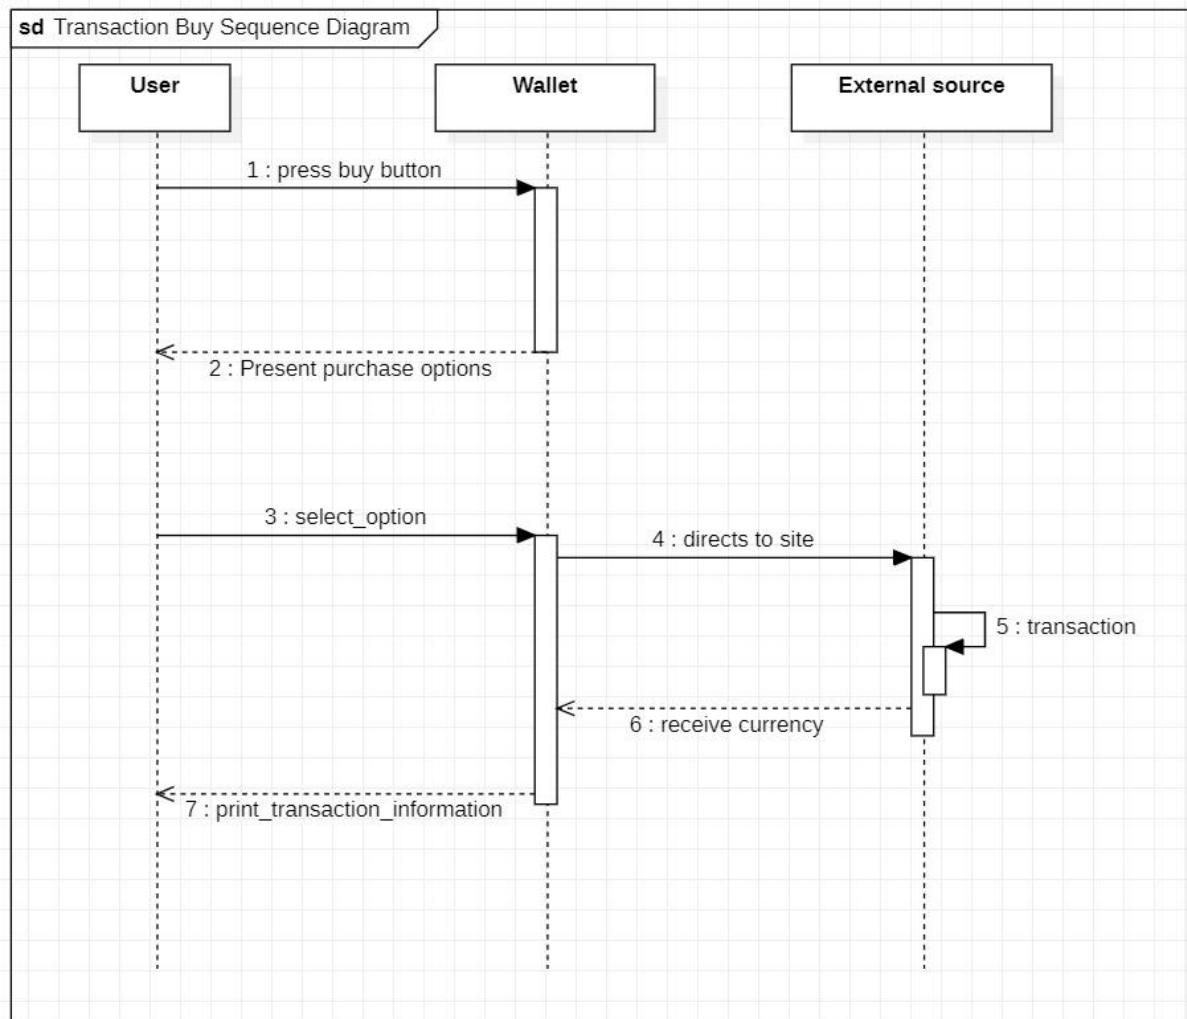 sd Transaction Buy Sequence Diagram
User
Wallet
External source
1 : press buy button
2 : Present purchase options
3 : select_option
4 : directs to site
5 : transaction
6 : receive currency
7 : print_transaction_information